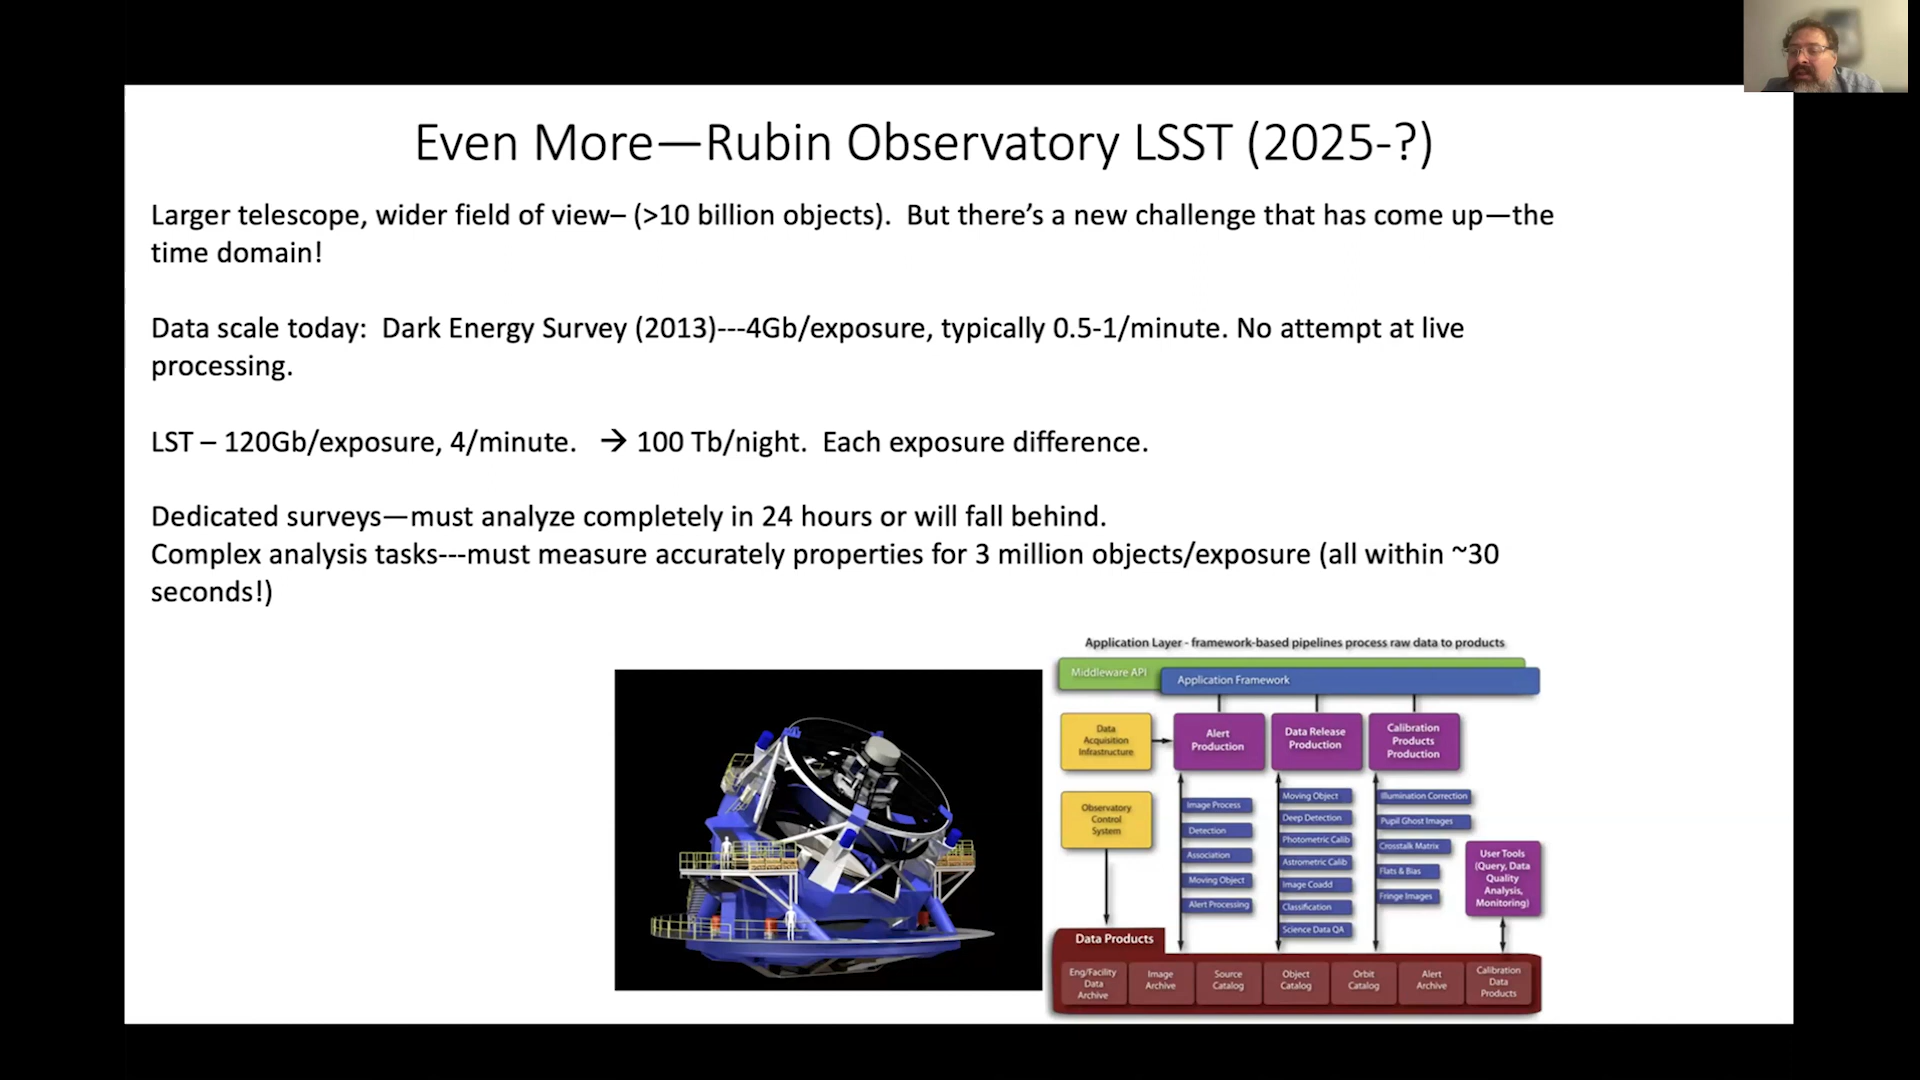 Even More—Rubin Observatory LSST (2025-?)
Larger telescope, wider field of view– (>10 billion objects).  But there's a new challenge that has come up—the
time domain!
Data scale today:  Dark Energy Survey (2013)---4Gb/exposure, typically 0.5-1/minute. No attempt at live
processing.
LST – 120Gb/exposure, 4/minute.  → 100 Tb/night.  Each exposure difference.
Dedicated surveys—must analyze completely in 24 hours or will fall behind.
Complex analysis tasks---must measure accurately properties for 3 million objects/exposure (all within ~30
seconds!)
Application Layer - framework-based pipelines process raw data to products
Middleware API
Application Framework
Data
Acquisition
Infrastructure
Alert
Production
Data Release
Production
Calibration
Products
Production
Observatory
Control
System
Image Process
Detection
Association
Moving Object
Alert Processing
Moving Object
Deep Detection
Photometric Calib
Astrometric Calib
Image Coadd
Classification
Science Data QA
Illumination Correction
Pupil Ghost Images
Crosstalk Matrix
Flats & Bias
Fringe Images
User Tools
(Query, Data
Quality
Analysis,
Monitoring)
Data Products
Eng/Facility
Data
Archive
Image
Archive
Source
Catalog
Object
Catalog
Orbit
Catalog
Alert
Archive
Calibration
Data
Products